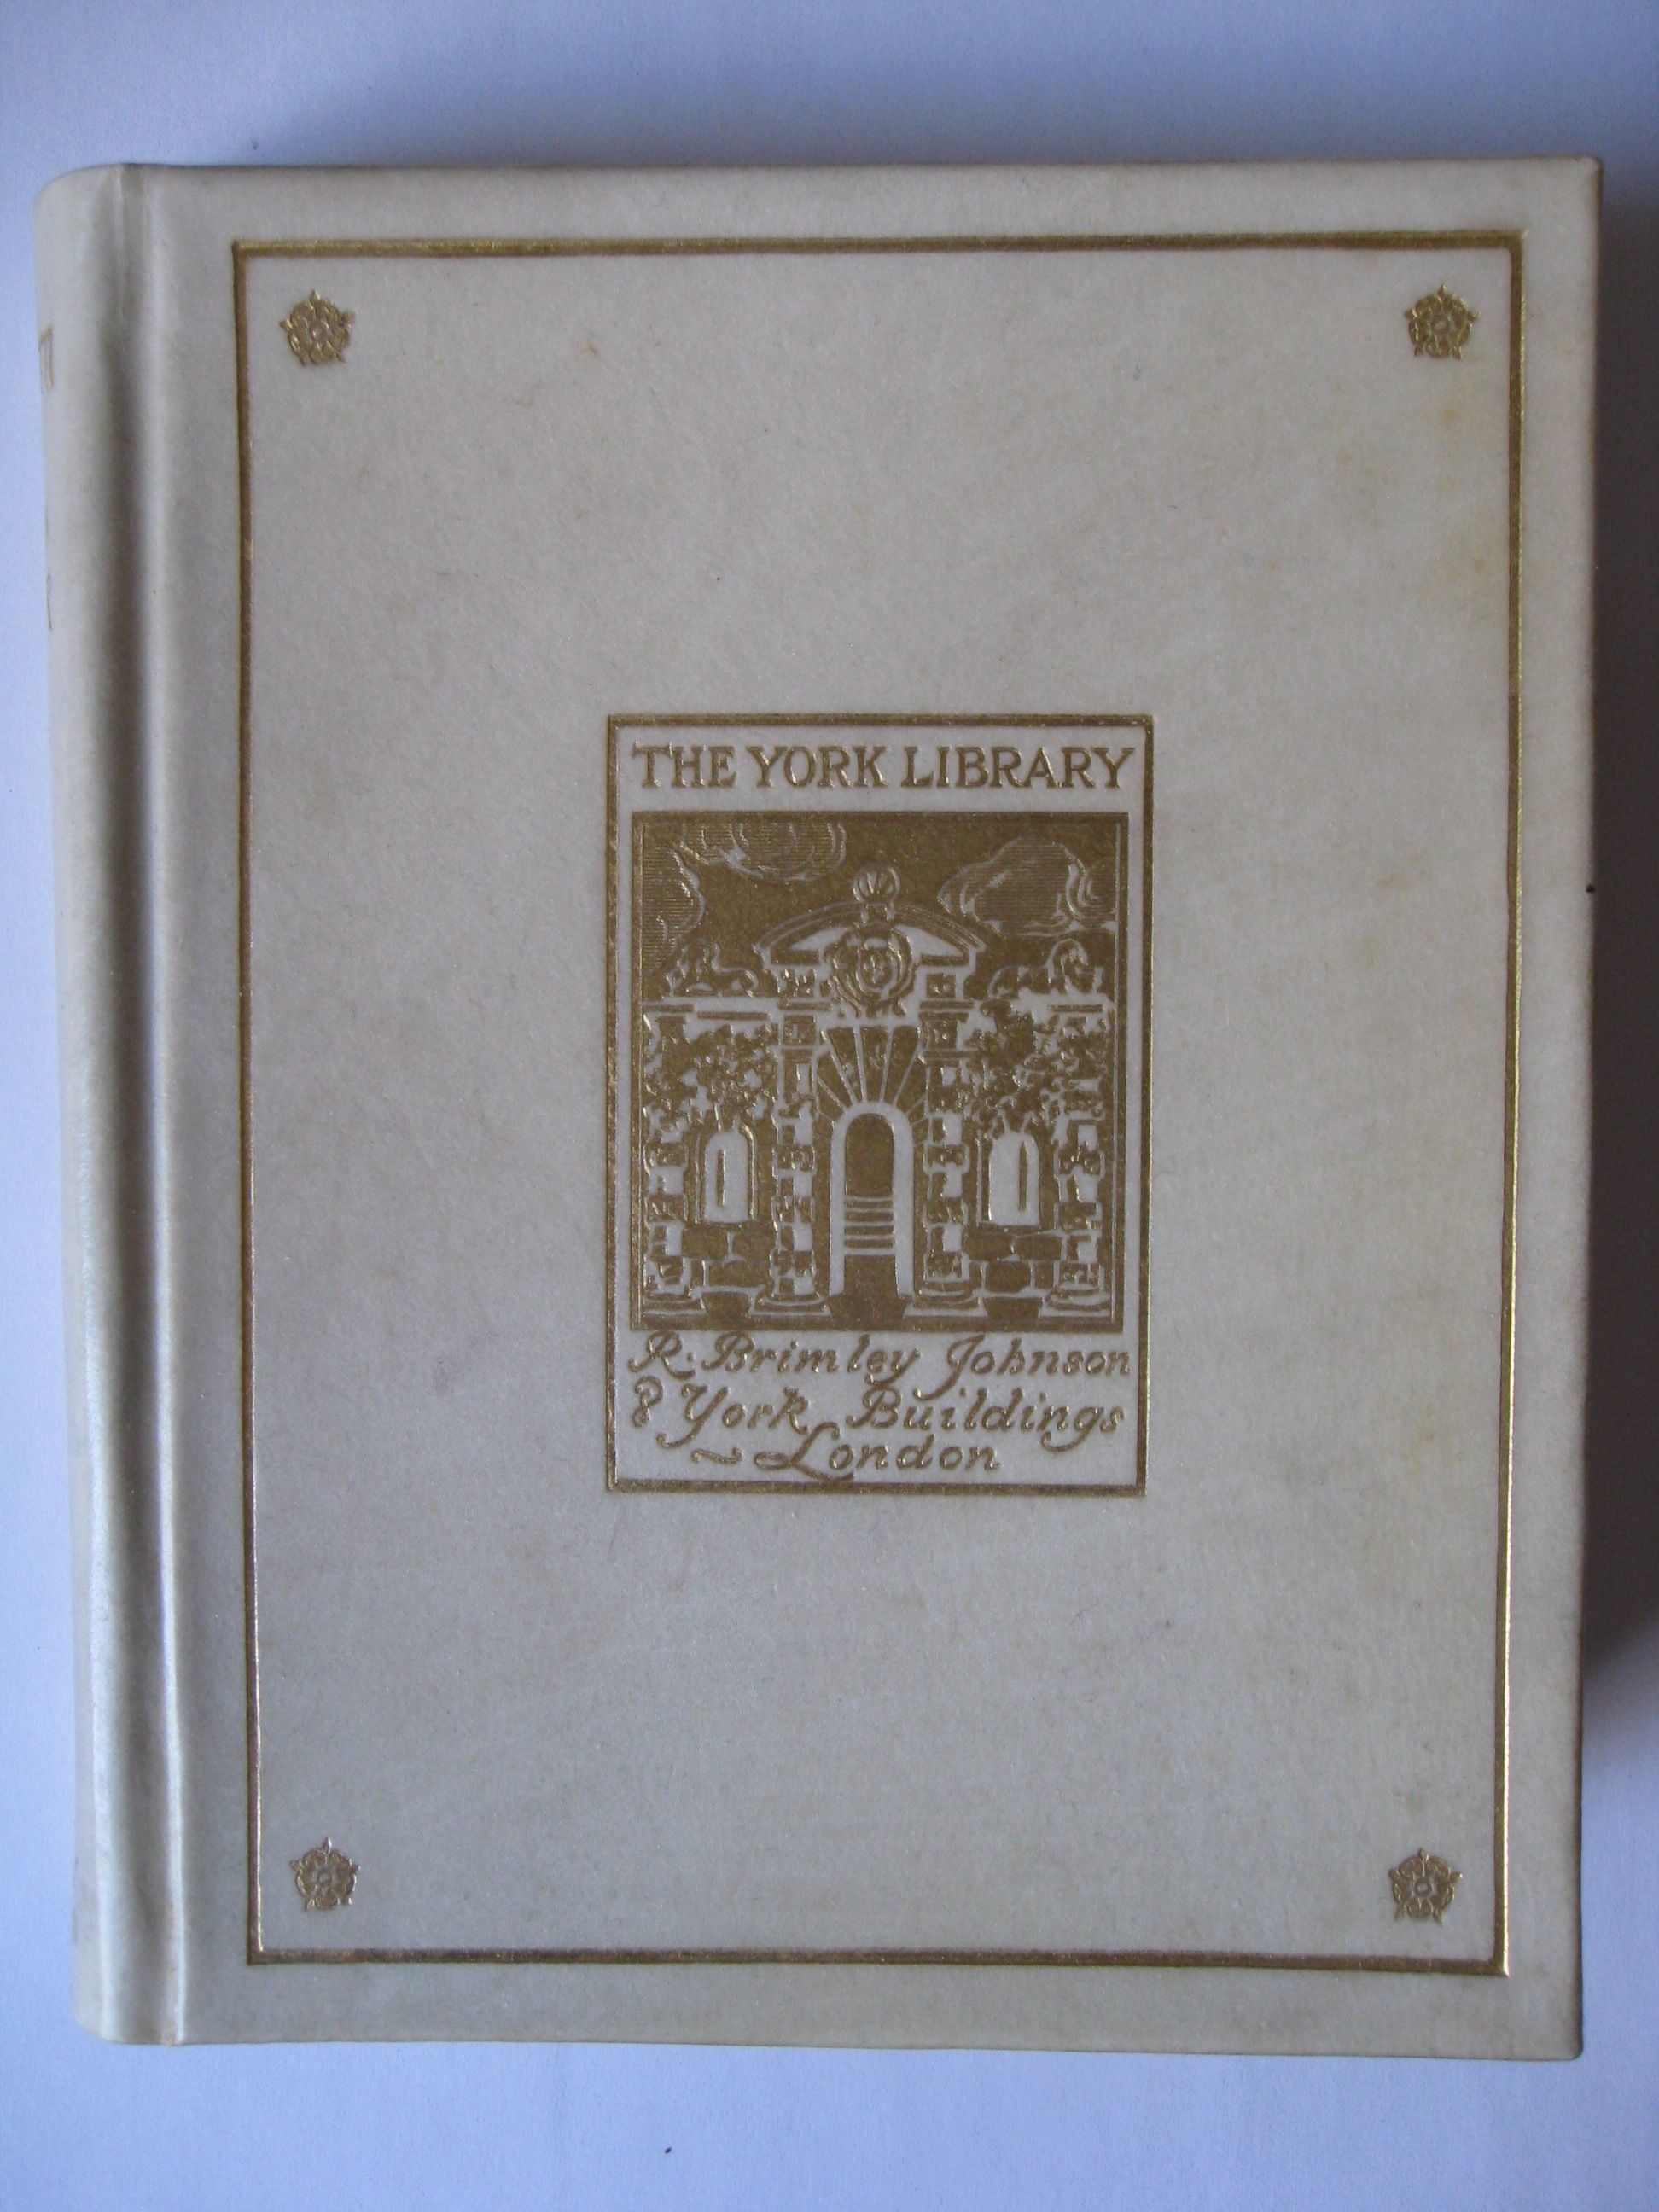 THE YORK LIBRARY
R. Brimley Johnson
8 York Buildings
London